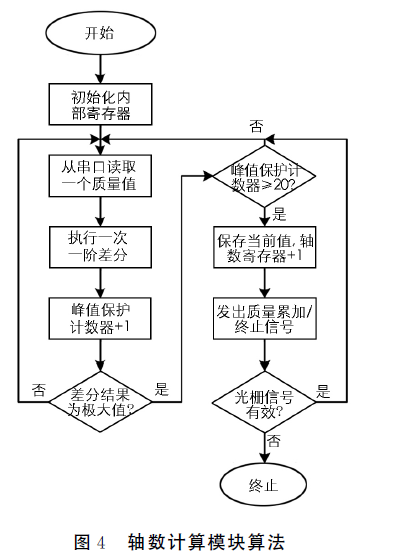 开始
初始化内
部寄存器
从串口读取
一个质量值
执行一次
一阶差分
峰值保护
计数器+1
差分结果
为极大值?
否
是
否
峰值保护计
数器≥20?
是
保存当前值,轴
数寄存器+1
发出质量累加/
终止信号
光栅信号
有效?
是
否
终止
图4 轴数计算模块算法